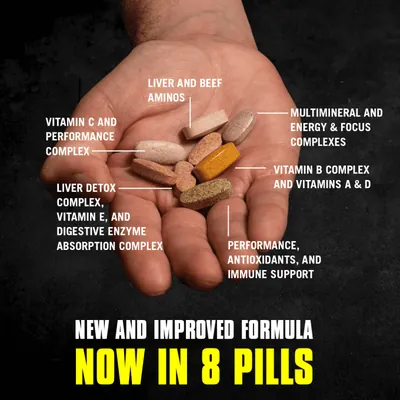 LIVER AND BEEF
AMINOS
MULTIMINERAL AND
ENERGY & FOCUS
COMPLEXES
VITAMIN C AND
PERFORMANCE
COMPLEX
VITAMIN B COMPLEX
AND VITAMINS A & D
LIVER DETOX
COMPLEX,
VITAMIN E, AND
DIGESTIVE ENZYME
ABSORPTION COMPLEX
PERFORMANCE,
ANTIOXIDANTS, AND
IMMUNE SUPPORT
NEW AND IMPROVED FORMULA
NOW IN 8 PILLS